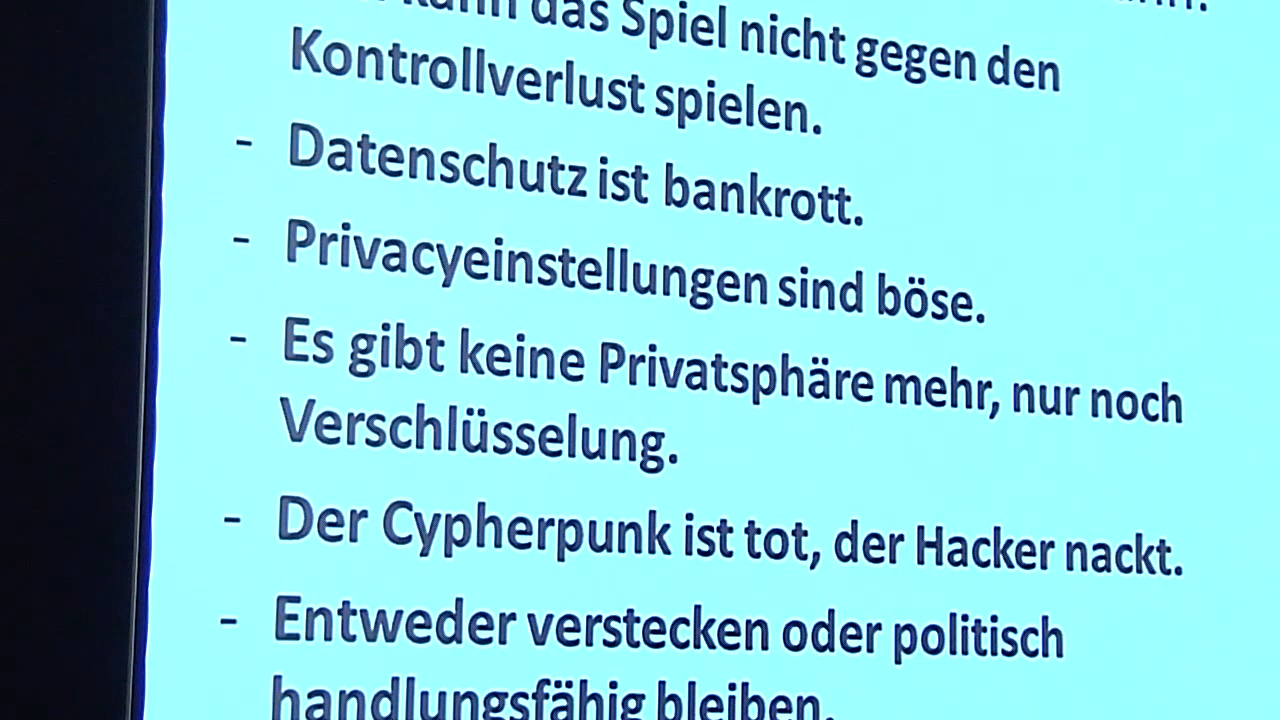 kann das Spiel nicht gegen den
Kontrollverlust spielen.
- Datenschutz ist bankrott.
- Privacyeinstellungen sind böse.
- Es gibt keine Privatsphäre mehr, nur noch
Verschlüsselung.
- Der Cypherpunk ist tot, der Hacker nackt.
- Entweder verstecken oder politisch
handlungsfähig bleiben.